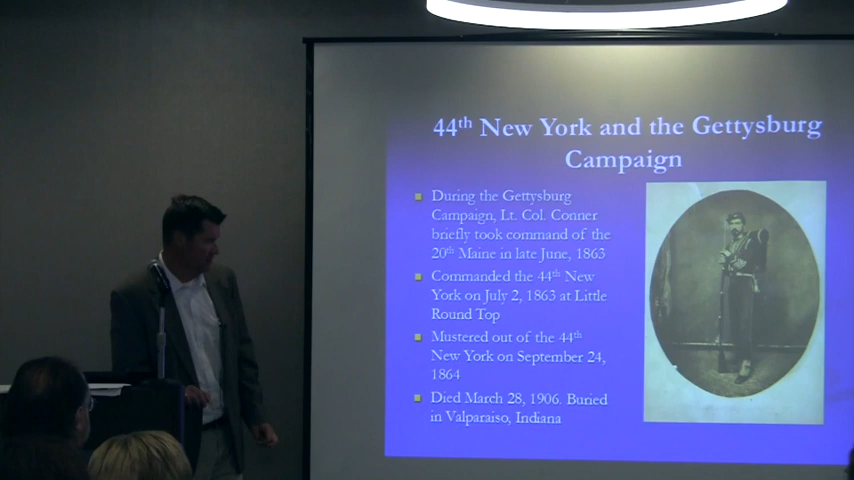 44th New York and the Gettysburg
Campaign
During the Gettysburg
Campaign, Lt. Col. Conner
briefly took command of the
20th Maine in late June, 1863
Commanded the 44th New
York on July 2, 1863 at Little
Round Top
Mustered out of the 44th
New York on September 24,
1864
Died March 28, 1906. Buried
in Valparaiso, Indiana